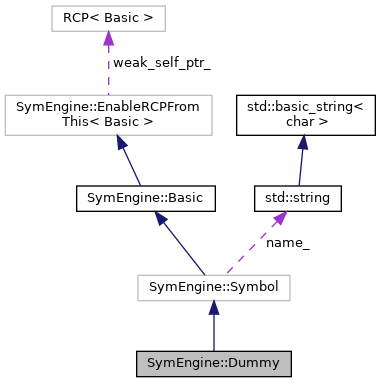 RCP< Basic >
weak_self_ptr_
SymEngine::EnableRCPFrom
This< Basic >
std::basic_string<
char >
SymEngine::Basic
std::string
name_
SymEngine::Symbol
SymEngine::Dummy